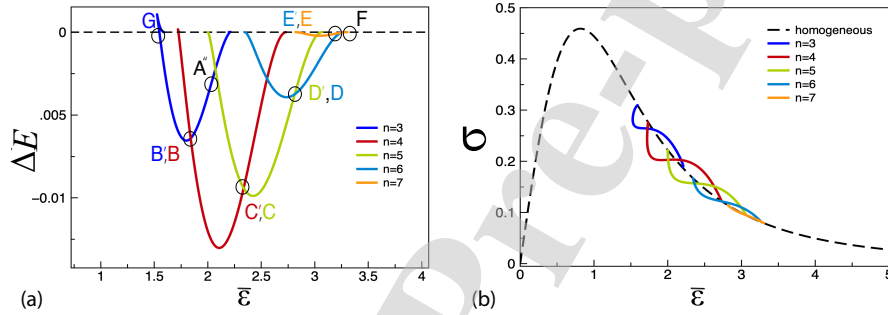 E',E
F
G
0
A''
D',D
.005
ΔE
B',B
n=3
n=4
n=5
n=6
n=7
-0.01
C',C
1
1.5
2
2.5
3
3.5
4
(a)
ε̅
0.5
σ
homogeneous
n=3
n=4
n=5
n=6
n=7
0.4
0.3
0.2
0.1
0
0
1
2
3
4
5
(b)
ε̅
Pre-p